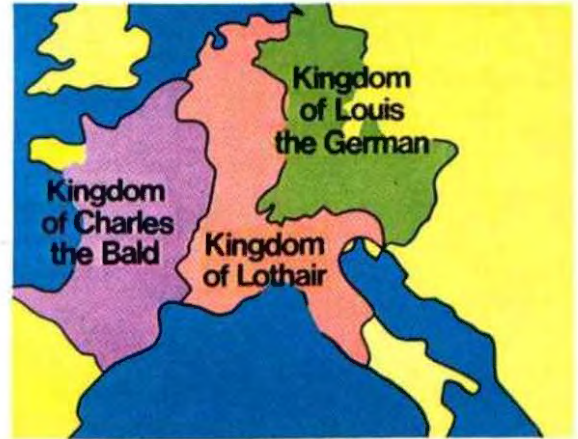 Kingdom
of Louis
the German
Kingdom
of Charles
the Bald
Kingdom
of Lothair